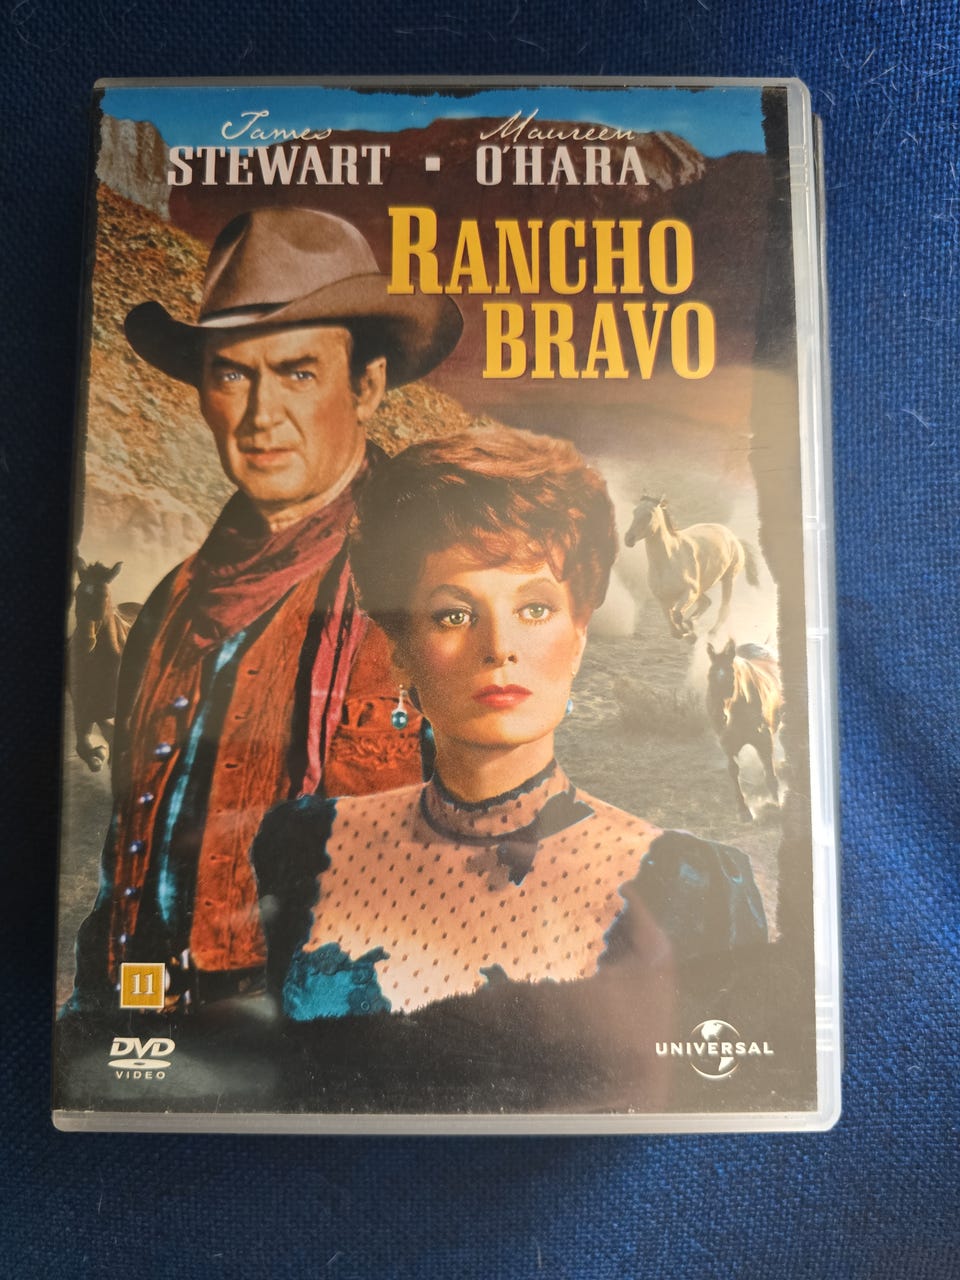 James Maureen
STEWART ▪ O'HARA
RANCHO
BRAVO
11
DVD
VIDEO
UNIVERSAL